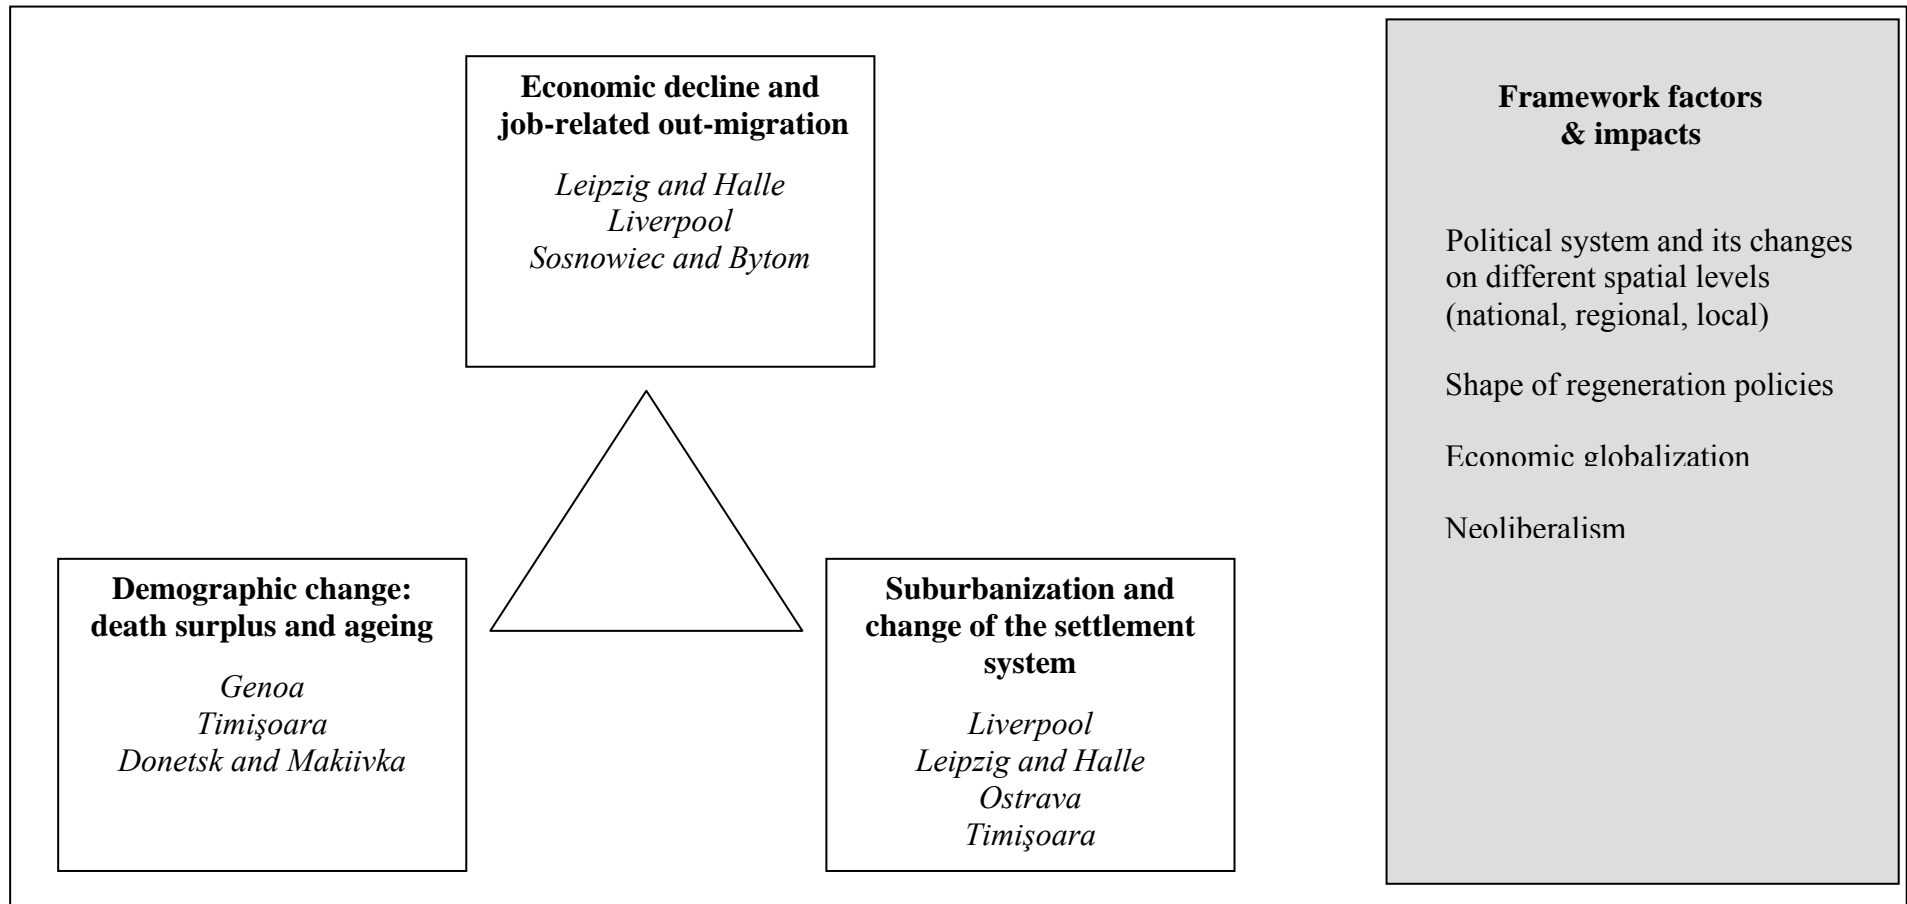 Economic decline and
job-related out-migration
Leipzig and Halle
Liverpool
Sosnowiec and Bytom
Demographic change:
death surplus and ageing
Genoa
Timişoara
Donetsk and Makiivka
Suburbanization and
change of the settlement
system
Liverpool
Leipzig and Halle
Ostrava
Timişoara
Framework factors
& impacts
Political system and its changes
on different spatial levels
(national, regional, local)
Shape of regeneration policies
Economic globalization
Neoliberalism